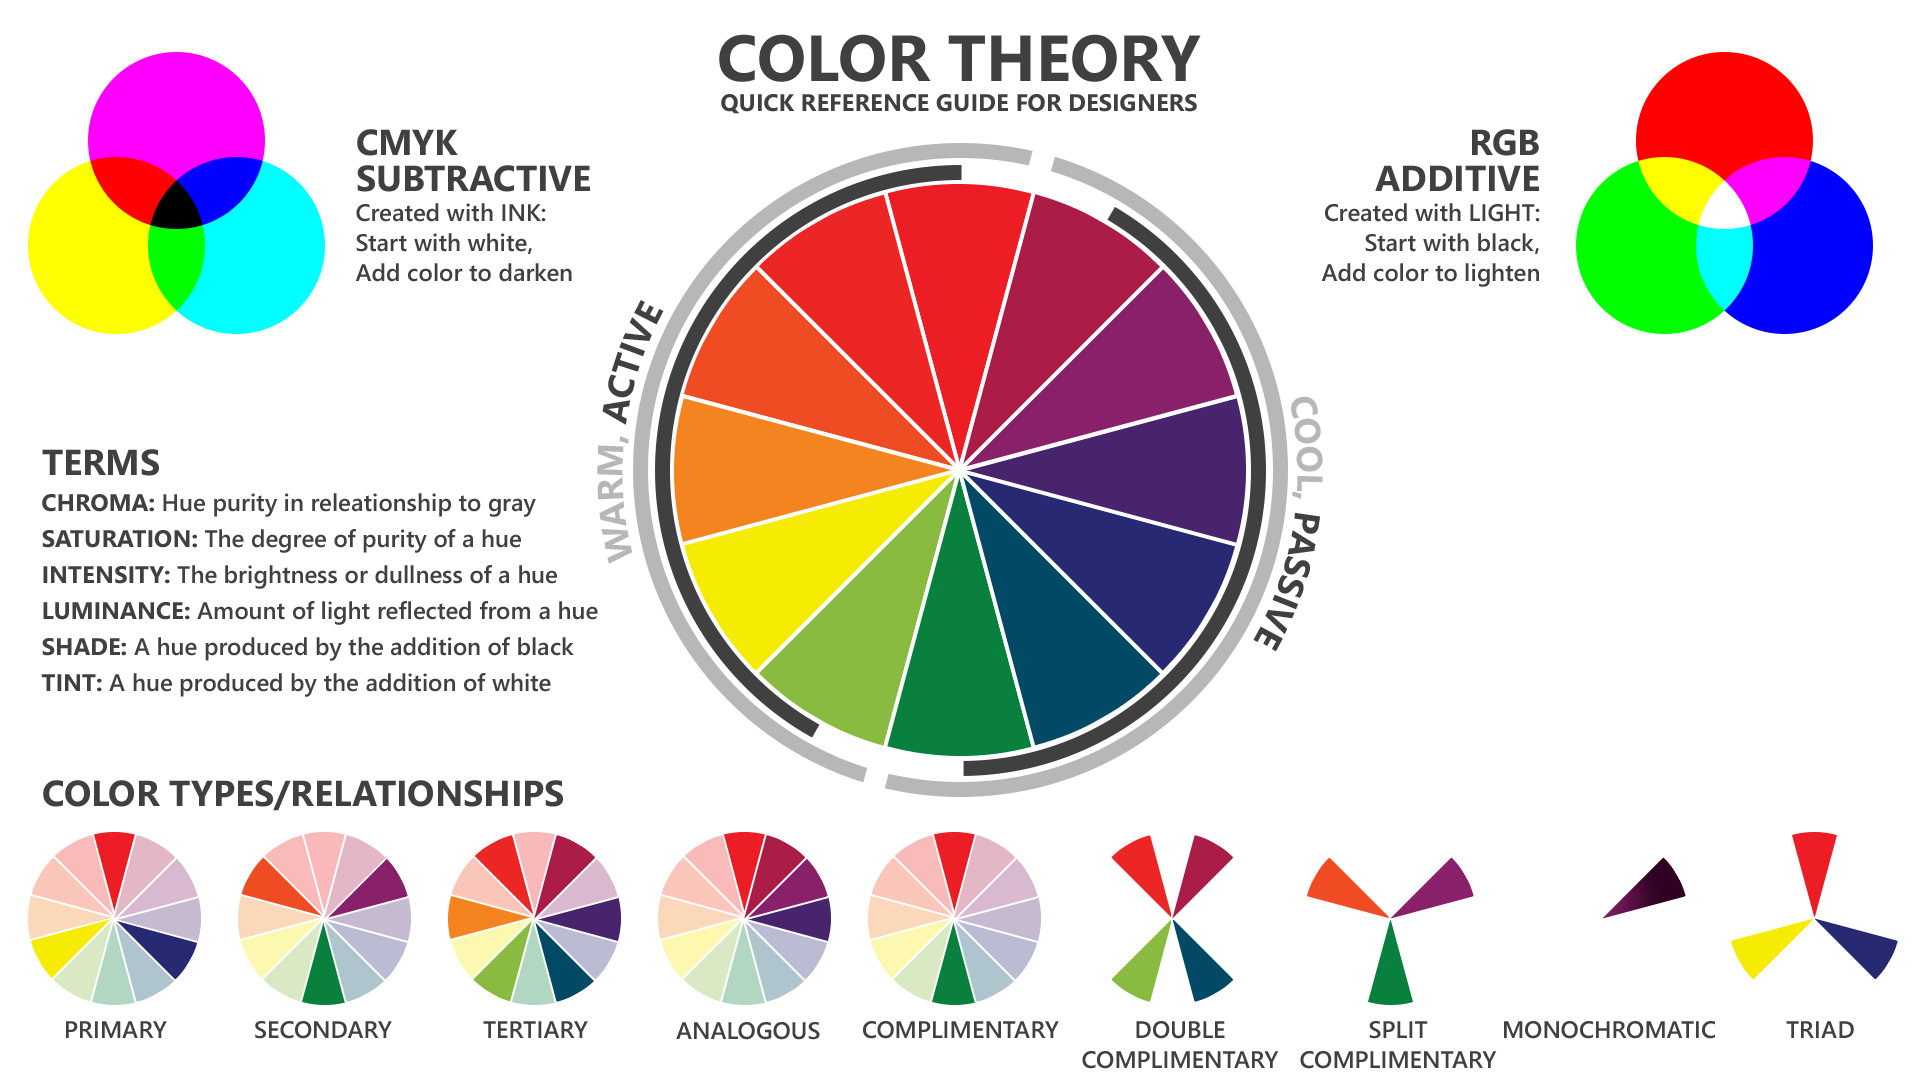 COLOR THEORY
QUICK REFERENCE GUIDE FOR DESIGNERS
CMYK
SUBTRACTIVE
Created with INK:
Start with white,
Add color to darken
RGB
ADDITIVE
Created with LIGHT:
Start with black,
Add color to lighten
WARM, ACTIVE
COOL, PASSIVE
TERMS
CHROMA: Hue purity in releationship to gray
SATURATION: The degree of purity of a hue
INTENSITY: The brightness or dullness of a hue
LUMINANCE: Amount of light reflected from a hue
SHADE: A hue produced by the addition of black
TINT: A hue produced by the addition of white
COLOR TYPES/RELATIONSHIPS
PRIMARY
SECONDARY
TERTIARY
ANALOGOUS
COMPLIMENTARY
DOUBLE
COMPLIMENTARY
SPLIT
COMPLIMENTARY
MONOCHROMATIC
TRIAD